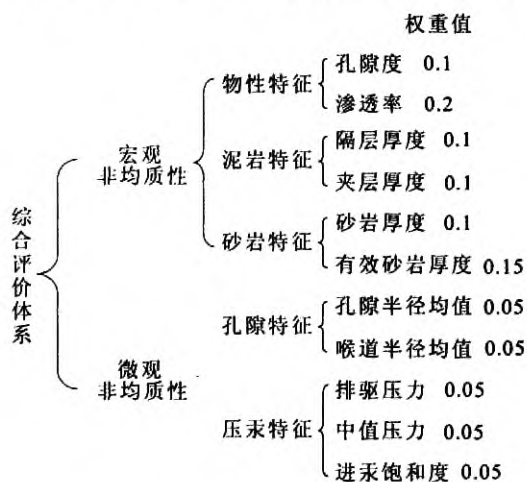 权重值
综合评价体系
宏观
非均质性
物性特征
孔隙度 0.1
渗透率 0.2
泥岩特征
隔层厚度 0.1
夹层厚度 0.1
砂岩特征
砂岩厚度 0.1
有效砂岩厚度 0.15
微观
非均质性
孔隙特征
孔隙半径均值 0.05
喉道半径均值 0.05
压汞特征
排驱压力 0.05
中值压力 0.05
进汞饱和度 0.05